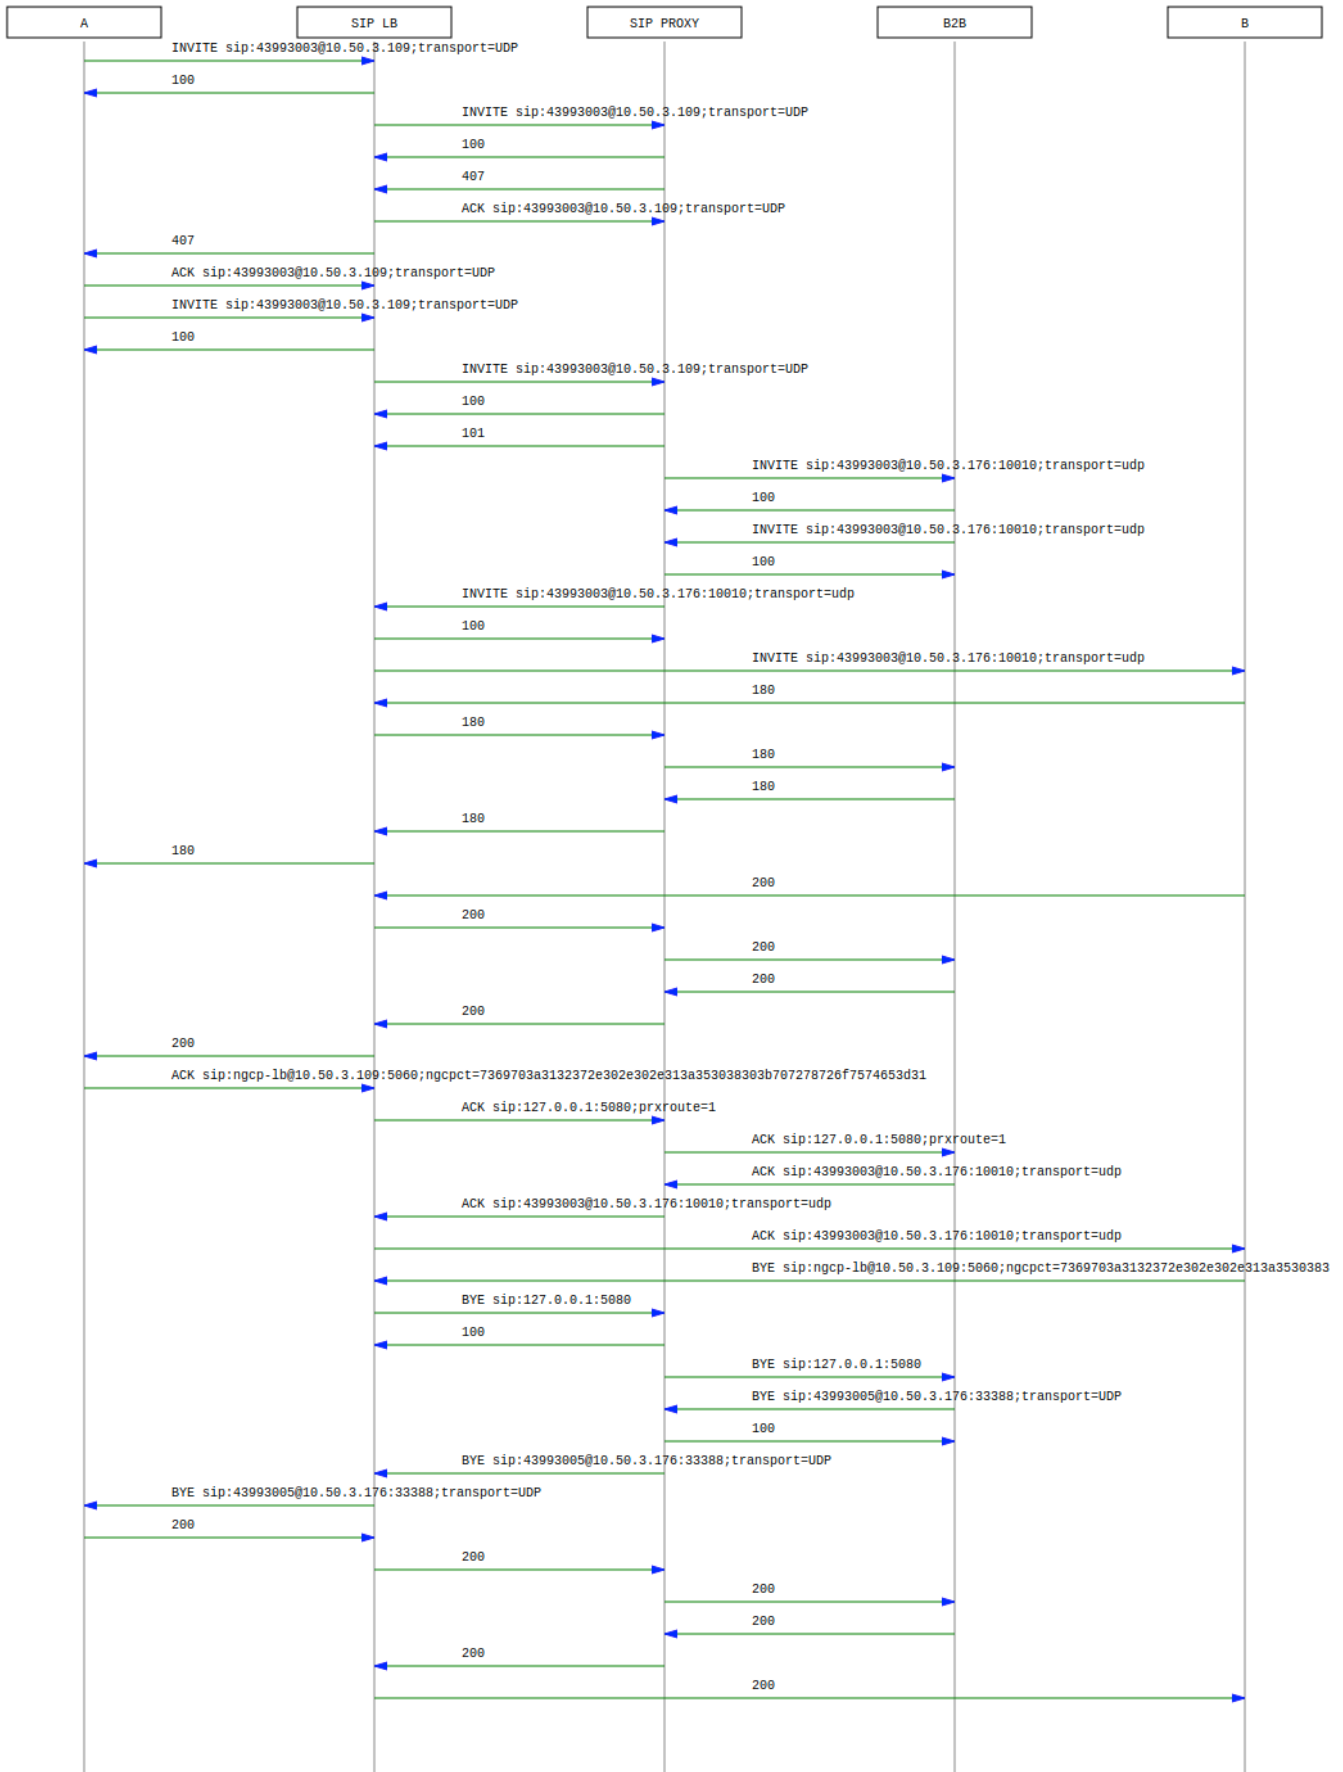 A
SIP LB
SIP PROXY
B2B
B
INVITE sip:43993003@10.50.3.109;transport=UDP
100
INVITE sip:43993003@10.50.3.109;transport=UDP
100
407
ACK sip:43993003@10.50.3.109;transport=UDP
407
ACK sip:43993003@10.50.3.109;transport=UDP
INVITE sip:43993003@10.50.3.109;transport=UDP
100
INVITE sip:43993003@10.50.3.109;transport=UDP
100
101
INVITE sip:43993003@10.50.3.176:10010;transport=udp
100
INVITE sip:43993003@10.50.3.176:10010;transport=udp
100
INVITE sip:43993003@10.50.3.176:10010;transport=udp
100
INVITE sip:43993003@10.50.3.176:10010;transport=udp
180
180
180
180
180
180
200
200
200
200
200
200
ACK sip:ngcp-lb@10.50.3.109:5060;ngcpct=7369703a3132372e302e302e313a353038303b707278726f7574653d31
ACK sip:127.0.0.1:5080;prxroute=1
ACK sip:127.0.0.1:5080;prxroute=1
ACK sip:43993003@10.50.3.176:10010;transport=udp
ACK sip:43993003@10.50.3.176:10010;transport=udp
ACK sip:43993003@10.50.3.176:10010;transport=udp
BYE sip:ngcp-lb@10.50.3.109:5060;ngcpct=7369703a3132372e302e302e313a3530383
BYE sip:127.0.0.1:5080
100
BYE sip:127.0.0.1:5080
BYE sip:43993005@10.50.3.176:33388;transport=UDP
100
BYE sip:43993005@10.50.3.176:33388;transport=UDP
BYE sip:43993005@10.50.3.176:33388;transport=UDP
200
200
200
200
200
200